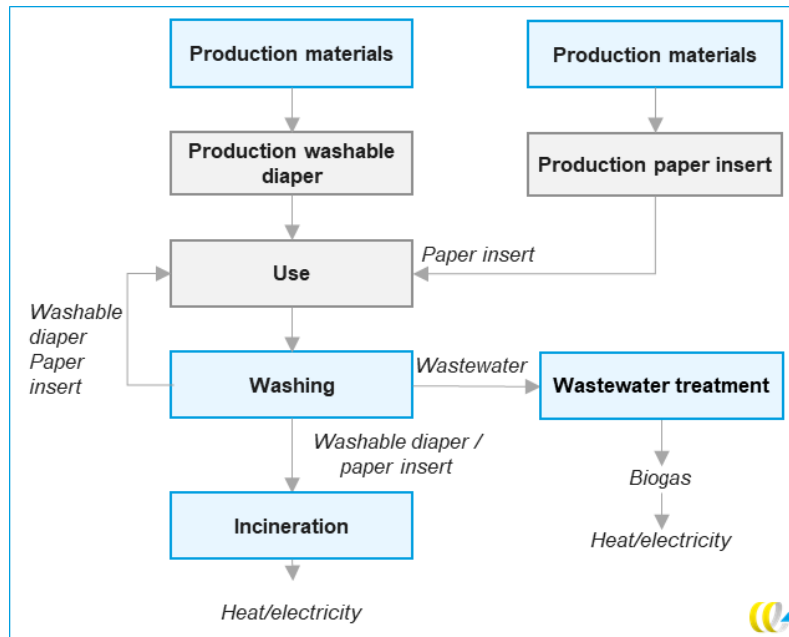 Production materials
Production materials
Production washable
diaper
Production paper insert
Paper insert
Use
Washable
diaper
Paper
insert
Washing
Wastewater
Wastewater treatment
Washable diaper /
paper insert
Biogas
Incineration
Heat/electricity
Heat/electricity